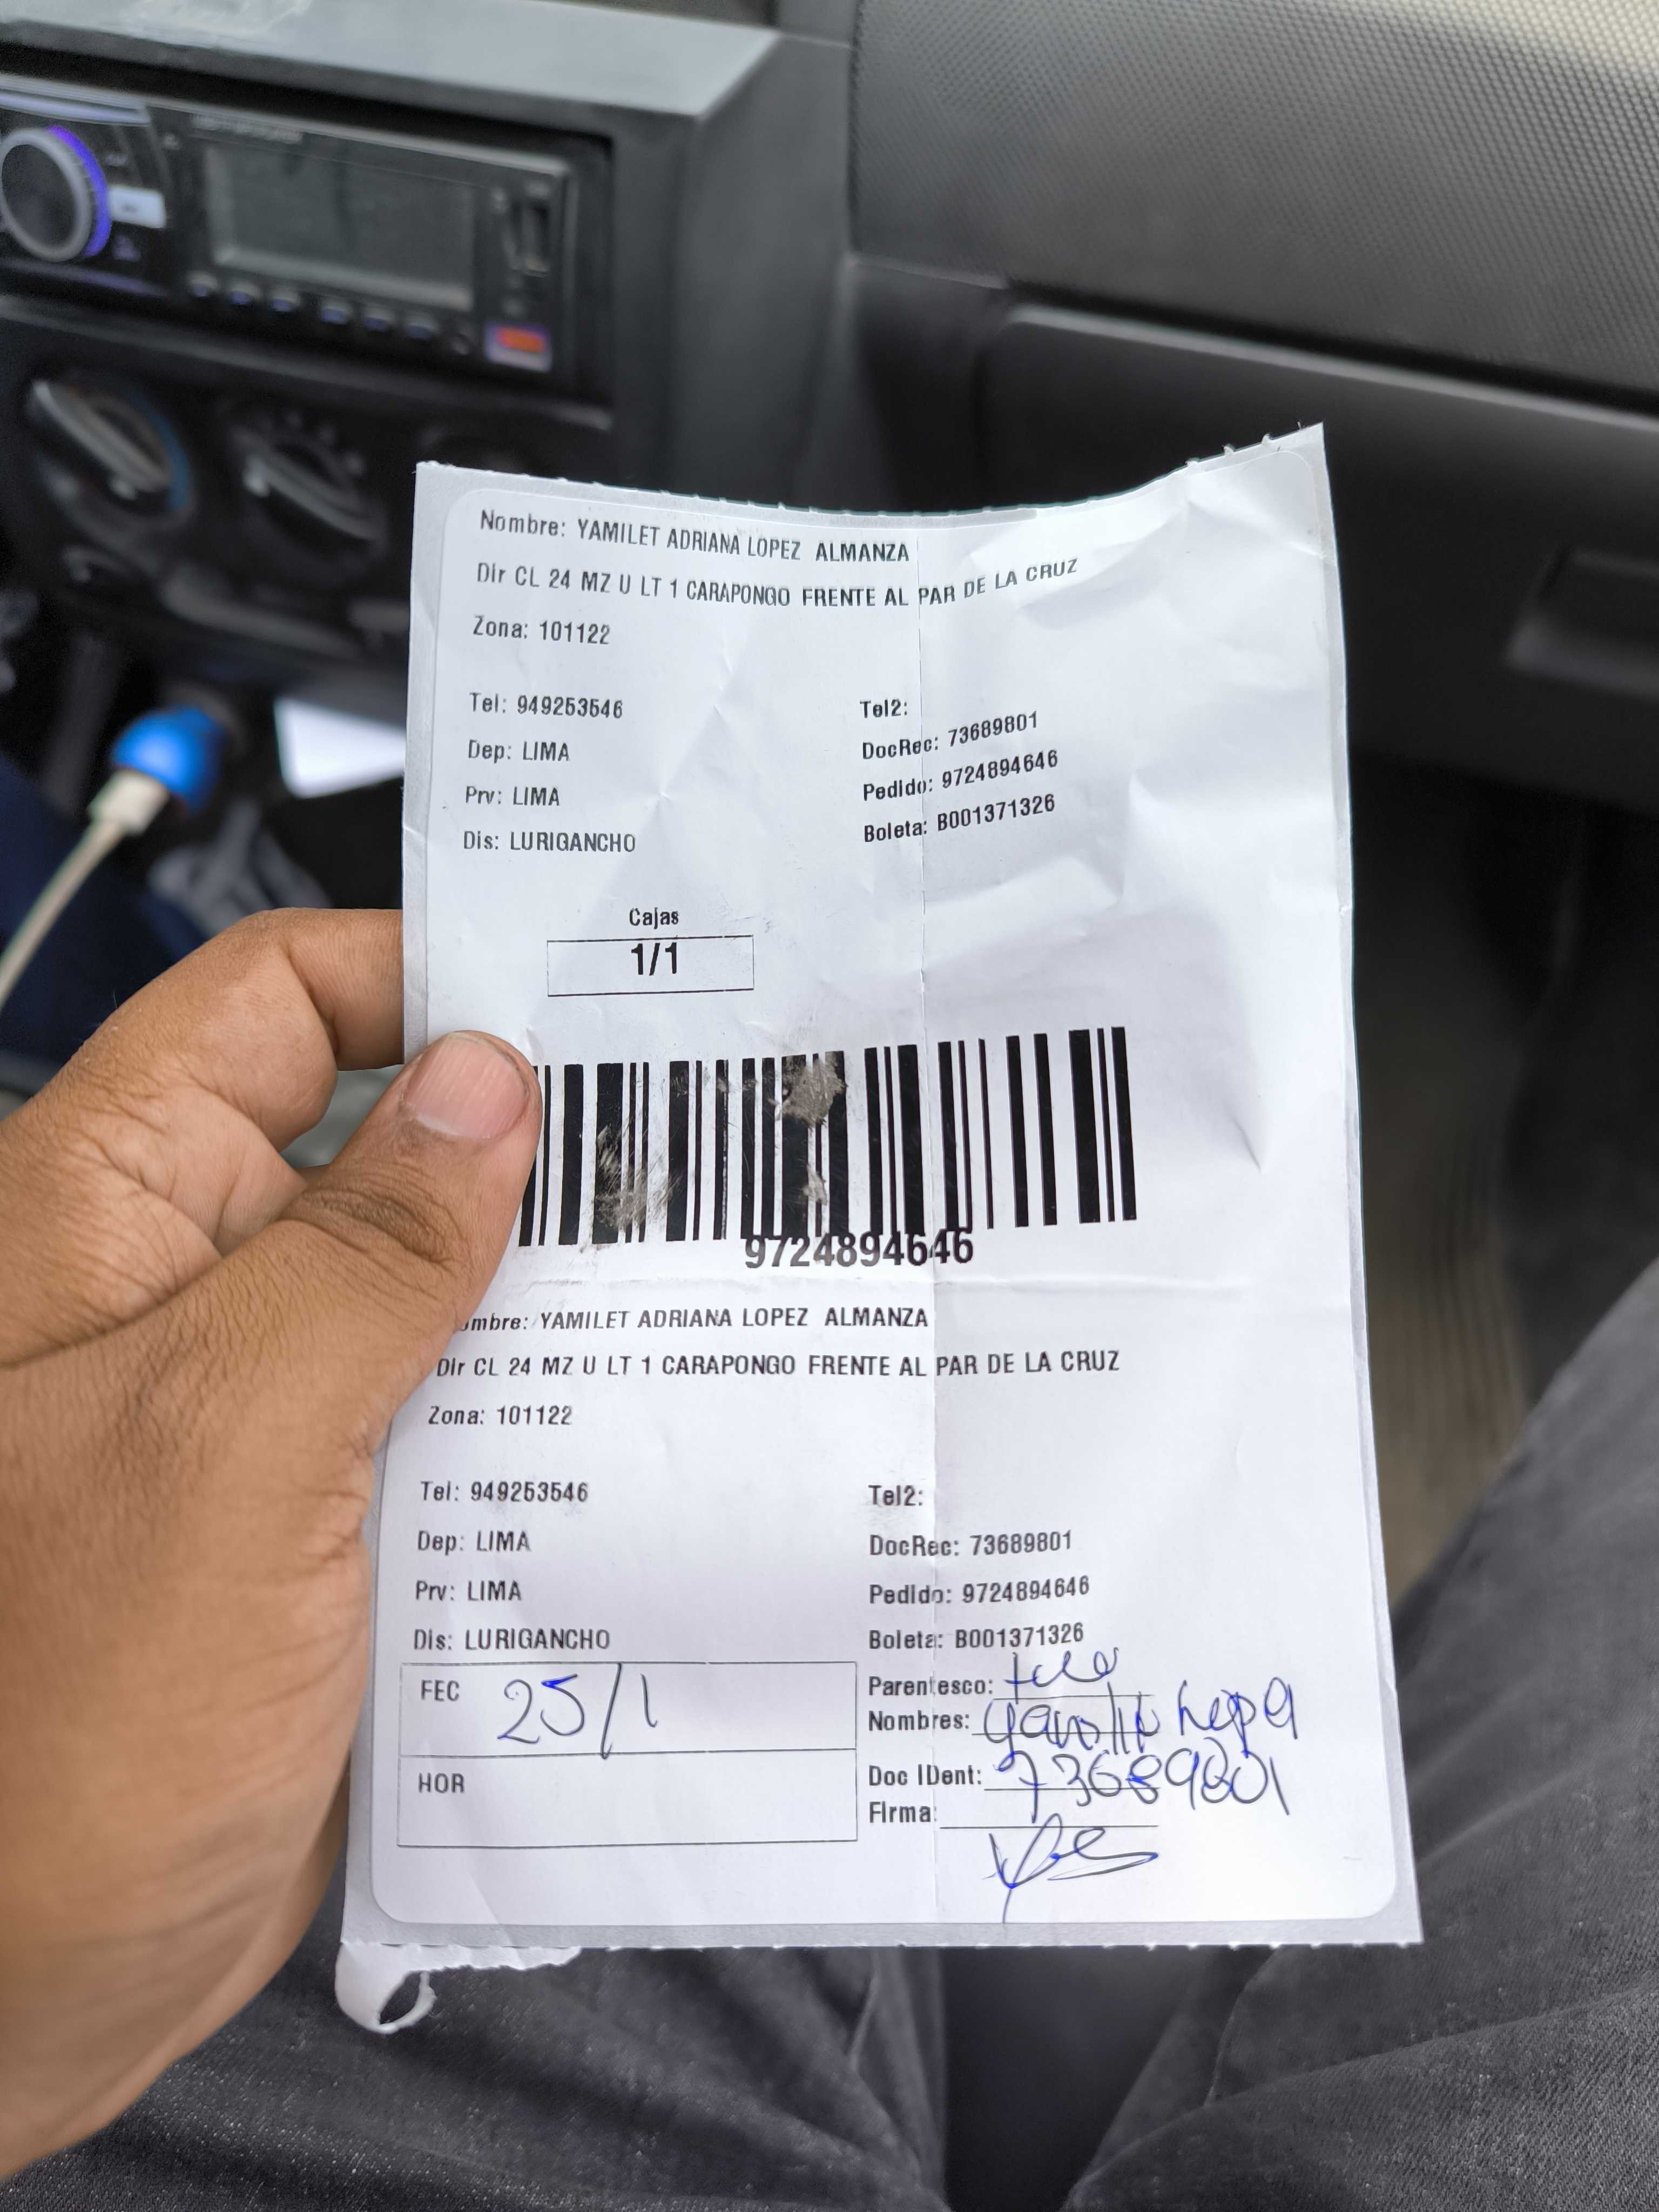 Nombre: YAMILET ADRIANA LOPEZ ALMANZA
Dir CL 24 MZ U LT 1 CARAPONGO FRENTE AL PAR DE LA CRUZ
Zona: 101122
Tel: 949253546 Tel2:
Dep: LIMA DocRec: 73689801
Prv: LIMA Pedido: 9724894646
Dis: LURIGANCHO Boleta: B001371326
Cajas
1/1
9724894646
mbre: YAMILET ADRIANA LOPEZ ALMANZA
Dir CL 24 MZ U LT 1 CARAPONGO FRENTE AL PAR DE LA CRUZ
Zona: 101122
Tel: 949253546 Tel2:
Dep: LIMA DocRec: 73689801
Prv: LIMA Pedido: 9724894646
Dis: LURIGANCHO Boleta: B001371326
FEC 25/1 Parentesco:
Nombres:
HOR Doc IDent: 73689801
Firma: